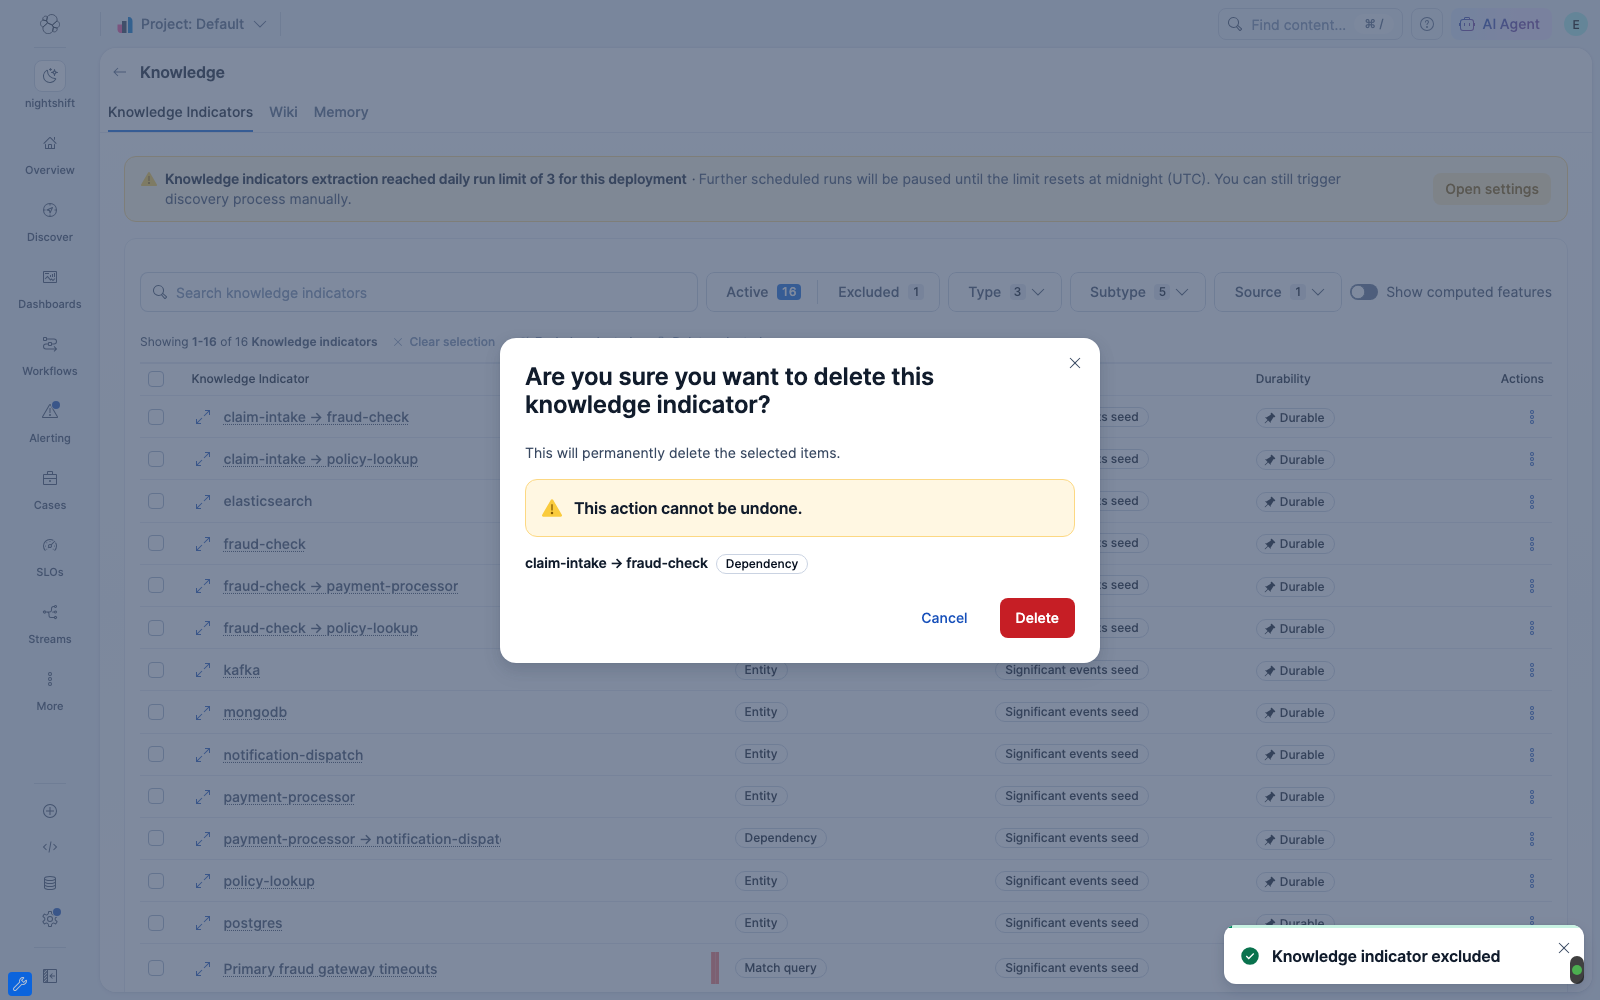 Project: Default
Find content...
⌘ /
AI Agent
E
nightshift
Overview
Discover
Dashboards
Workflows
Alerting
Cases
SLOs
Streams
More
Knowledge
Knowledge Indicators
Wiki
Memory
Knowledge indicators extraction reached daily run limit of 3 for this deployment · Further scheduled runs will be paused until the limit resets at midnight (UTC). You can still trigger
discovery process manually.
Open settings
Search knowledge indicators
Active 16
Excluded 1
Type 3
Subtype 5
Source 1
Show computed features
Showing 1-16 of 16 Knowledge indicators
Clear selection
Knowledge Indicator
Durability
Actions
claim-intake → fraud-check
s seed
Durable
claim-intake → policy-lookup
s seed
Durable
elasticsearch
s seed
Durable
fraud-check
s seed
Durable
fraud-check → payment-processor
s seed
Durable
fraud-check → policy-lookup
s seed
Durable
kafka
Entity
Significant events seed
Durable
mongodb
Entity
Significant events seed
Durable
notification-dispatch
Entity
Significant events seed
Durable
payment-processor
Entity
Significant events seed
Durable
payment-processor → notification-dispat
Dependency
Significant events seed
Durable
policy-lookup
Entity
Significant events seed
Durable
postgres
Entity
Significant events seed
Durable
Primary fraud gateway timeouts
Match query
Significant events seed
Are you sure you want to delete this
knowledge indicator?
This will permanently delete the selected items.
This action cannot be undone.
claim-intake → fraud-check
Dependency
Cancel
Delete
Knowledge indicator excluded